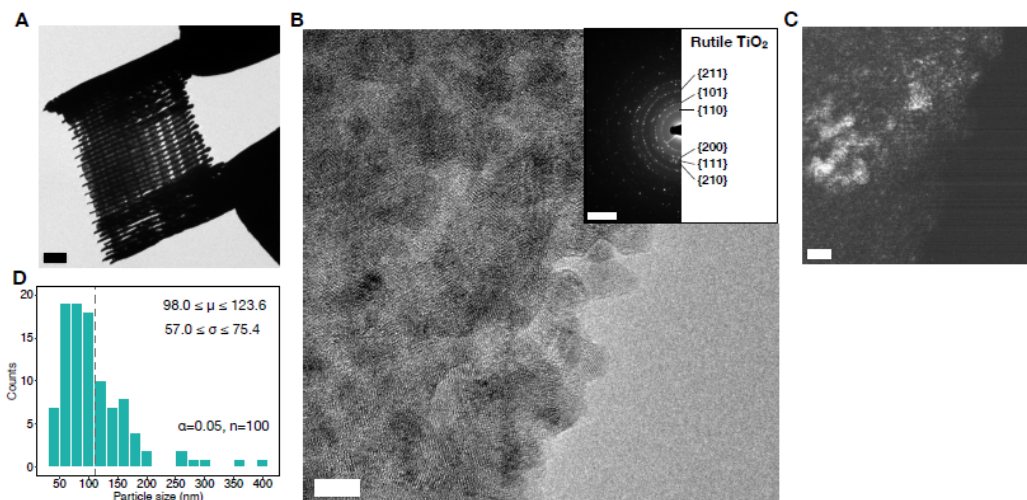 A
B
Rutile TiO₂
{211}
{101}
{110}
{200}
{111}
{210}
C
D
98.0 ≤ μ ≤ 123.6
57.0 ≤ σ ≤ 75.4
α=0.05, n=100
Counts
20
15
10
5
0
50 100 150 200 250 300 350 400
Particle size (nm)